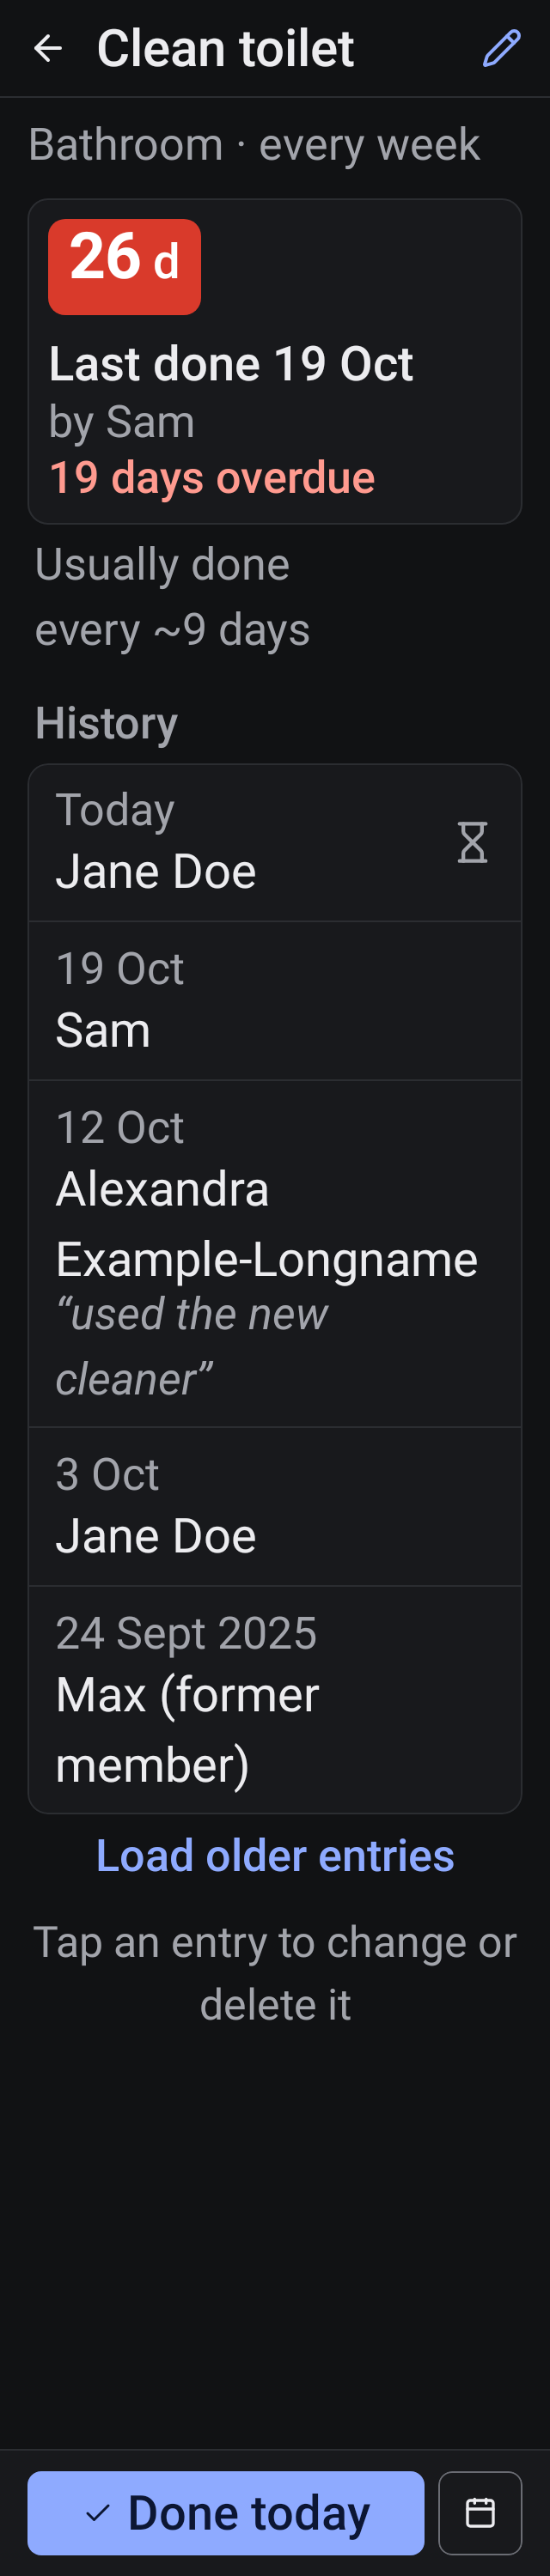 Clean toilet
Bathroom · every week
26 d
Last done 19 Oct
by Sam
19 days overdue
Usually done
every ~9 days
History
Today
Jane Doe
19 Oct
Sam
12 Oct
Alexandra
Example-Longname
“used the new
cleaner”
3 Oct
Jane Doe
24 Sept 2025
Max (former
member)
Load older entries
Tap an entry to change or
delete it
Done today